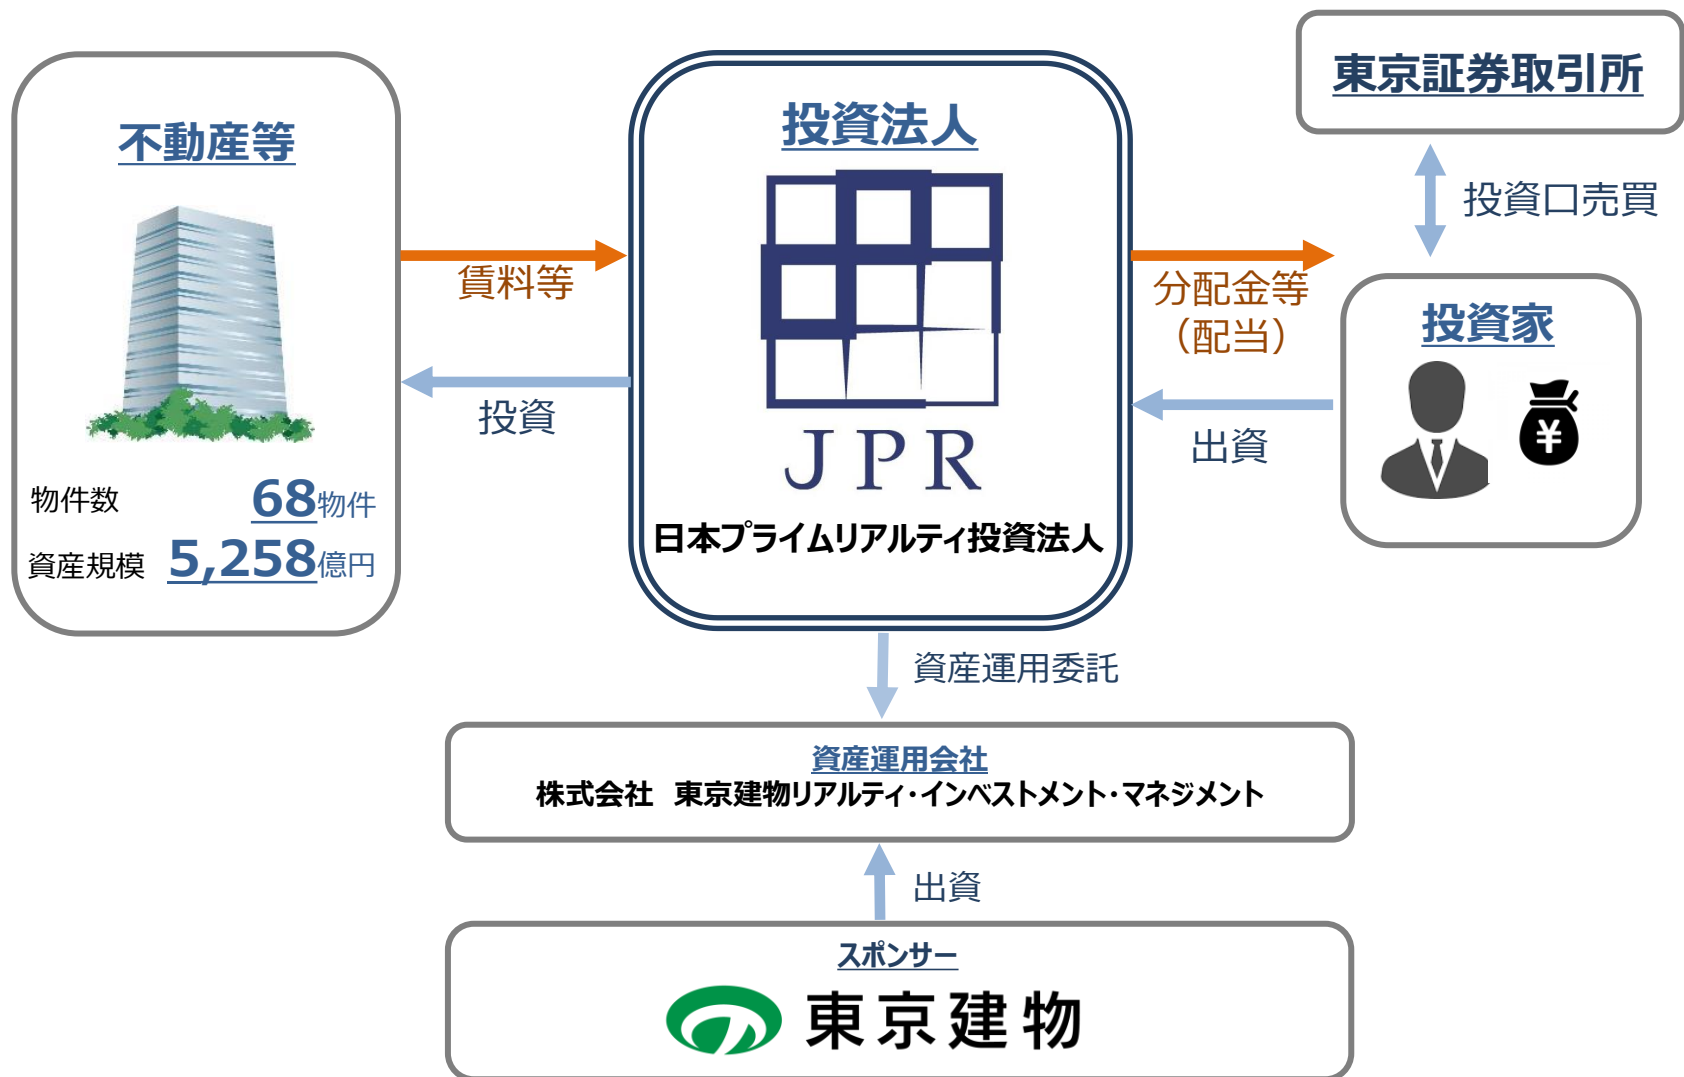 不動産等
物件数 68物件
資産規模 5,258億円
賃料等
投資
投資法人
JPR
日本プライムリアルティ投資法人
分配金等
（配当）
出資
東京証券取引所
投資口売買
投資家
¥
資産運用委託
資産運用会社
株式会社　東京建物リアルティ・インベストメント・マネジメント
出資
スポンサー
東京建物